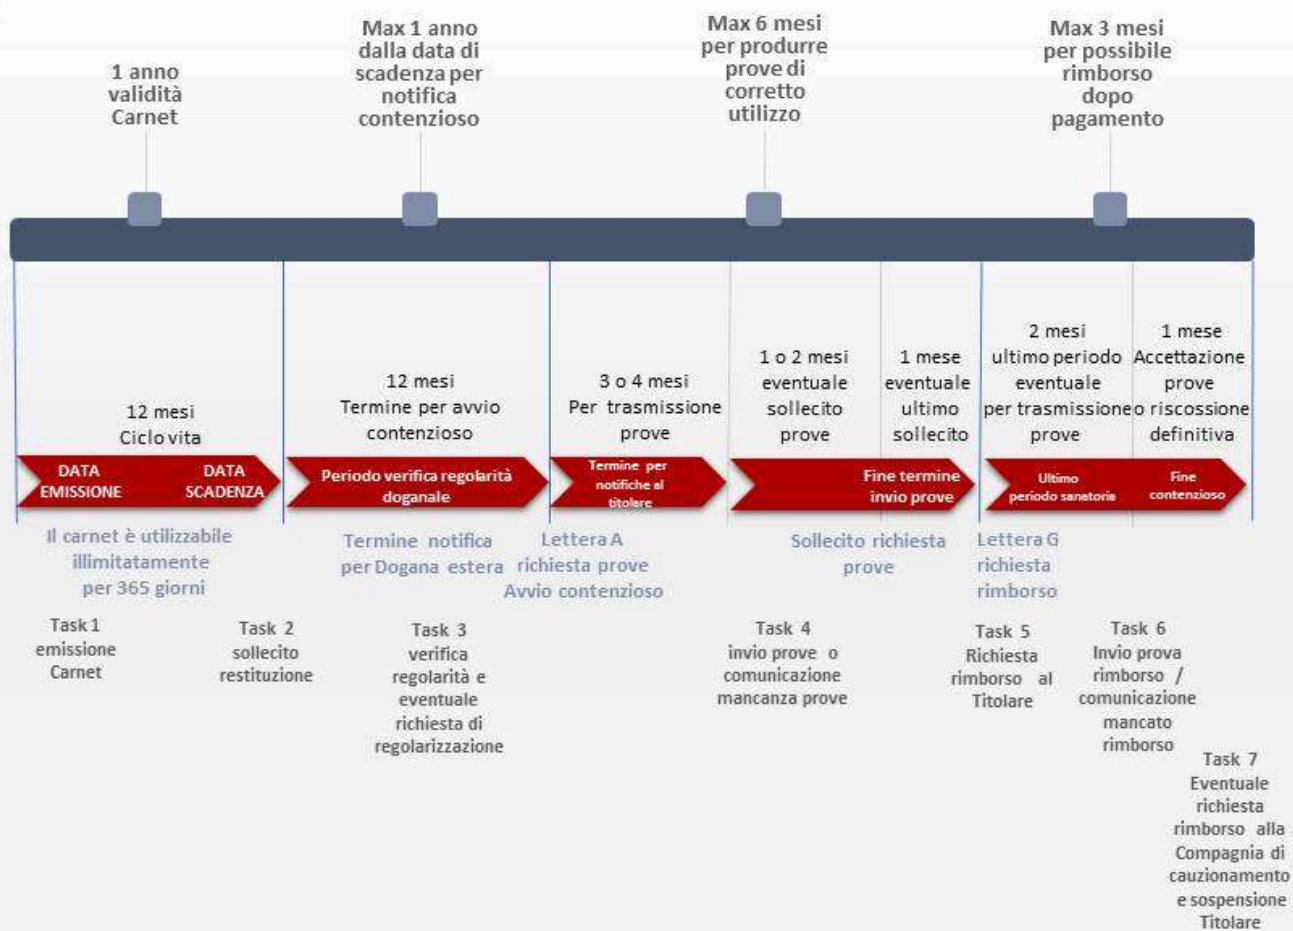 1 anno
validità
Carnet
Max 1 anno
dalla data di
scadenza per
notifica
contenzioso
Max 6 mesi
per produrre
prove di
corretto
utilizzo
Max 3 mesi
per possibile
rimborso
dopo
pagamento
12 mesi
Ciclo vita
12 mesi
Termine per avvio
contenzioso
3 o 4 mesi
Per trasmissione
prove
1 o 2 mesi
eventuale
sollecito
prove
1 mese
eventuale
ultimo
sollecito
2 mesi
ultimo periodo
eventuale
per trasmissione
prove
1 mese
Accettazione
prove
o riscossione
definitiva
DATA
EMISSIONE
DATA
SCADENZA
Periodo verifica regolarità
doganale
Termine per
notifiche al
titolare
Fine termine
invio prove
Ultimo
periodo sanatoria
Fine
contenzioso
Il carnet è utilizzabile
illimitatamente
per 365 giorni
Termine notifica
per Dogana estera
Lettera A
richiesta prove
Avvio contenzioso
Sollecito richiesta
prove
Lettera G
richiesta
rimborso
Task 1
emissione
Carnet
Task 2
sollecito
restituzione
Task 3
verifica
regolarità e
eventuale
richiesta di
regolarizzazione
Task 4
invio prove o
comunicazione
mancanza prove
Task 5
Richiesta
rimborso al
Titolare
Task 6
Invio prova
rimborso /
comunicazione
mancato
rimborso
Task 7
Eventuale
richiesta
rimborso alla
Compagnia di
cauzionamento
e sospensione
Titolare